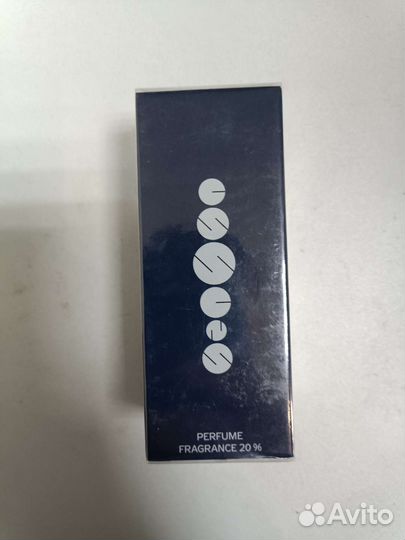 essens
PERFUME
FRAGRANCE 20 %
Avito